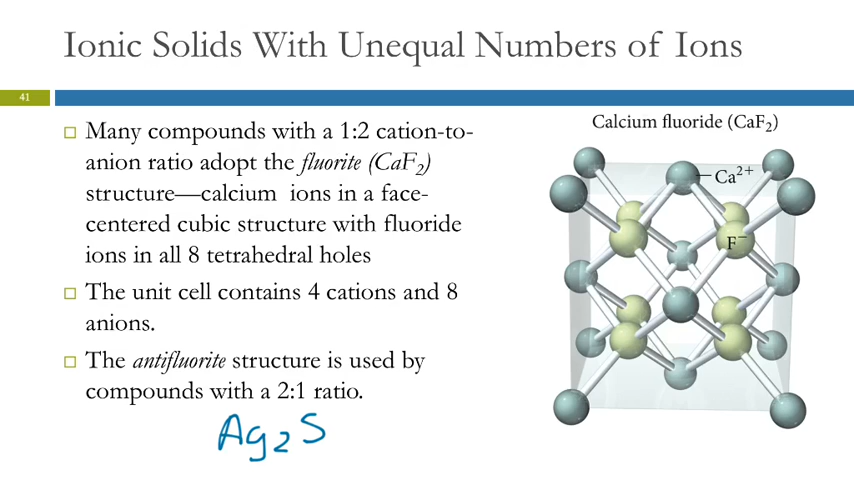 Ionic Solids With Unequal Numbers of Ions
41
Many compounds with a 1:2 cation-to-
anion ratio adopt the fluorite (CaF₂)
structure—calcium ions in a face-
centered cubic structure with fluoride
ions in all 8 tetrahedral holes
The unit cell contains 4 cations and 8
anions.
The antifluorite structure is used by
compounds with a 2:1 ratio.
Ag₂S
Calcium fluoride (CaF₂)
Ca²⁺
F⁻